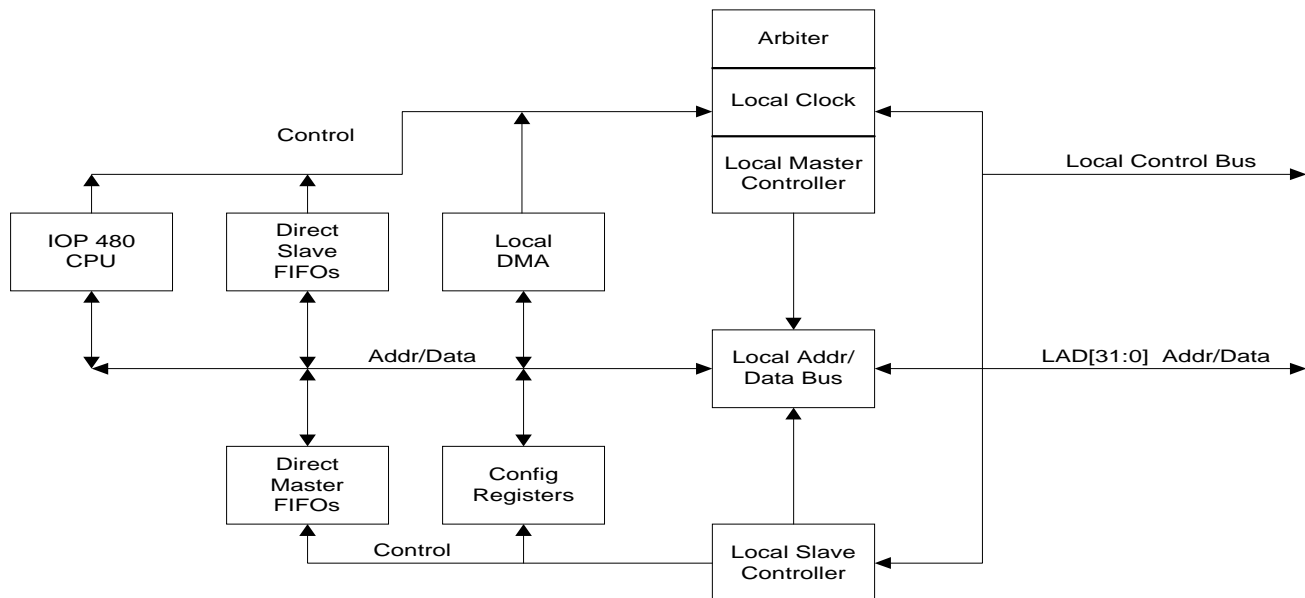 Arbiter
Local Clock
Control
Local Master
Controller
Local Control Bus
IOP 480
CPU
Direct
Slave
FIFOs
Local
DMA
Addr/Data
Local Addr/
Data Bus
LAD[31:0] Addr/Data
Direct
Master
FIFOs
Config
Registers
Control
Local Slave
Controller